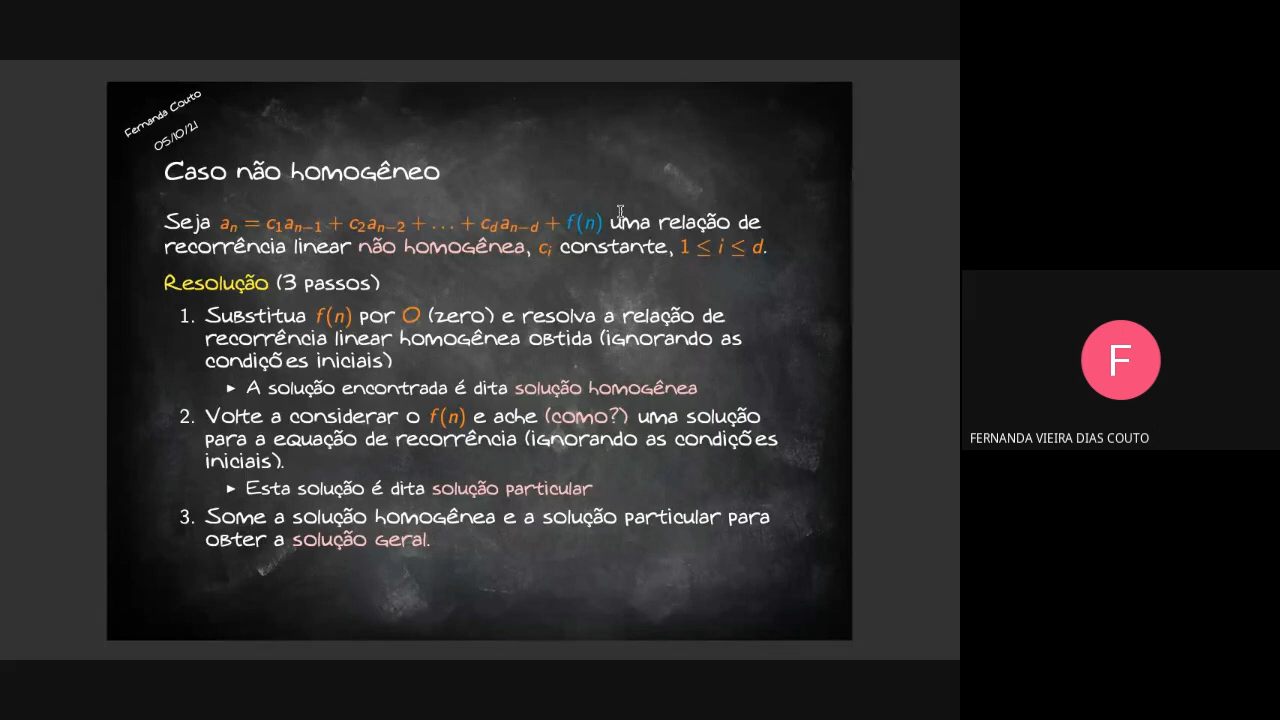 Fernanda Couto
05/10/21
Caso não homogêneo
Seja aₙ = c₁aₙ₋₁ + c₂aₙ₋₂ + . . . + c_d a_{n−d} + f(n) uma relação de
recorrência linear não homogênea, cᵢ constante, 1 ≤ i ≤ d.
Resolução (3 passos)
1. Substitua f(n) por 0 (zero) e resolva a relação de
recorrência linear homogênea obtida (ignorando as
condições iniciais)
▸ A solução encontrada é dita solução homogênea
2. Volte a considerar o f(n) e ache (como?) uma solução
para a equação de recorrência (ignorando as condições
iniciais).
▸ Esta solução é dita solução particular
3. Some a solução homogênea e a solução particular para
obter a solução geral.
F
FERNANDA VIEIRA DIAS COUTO